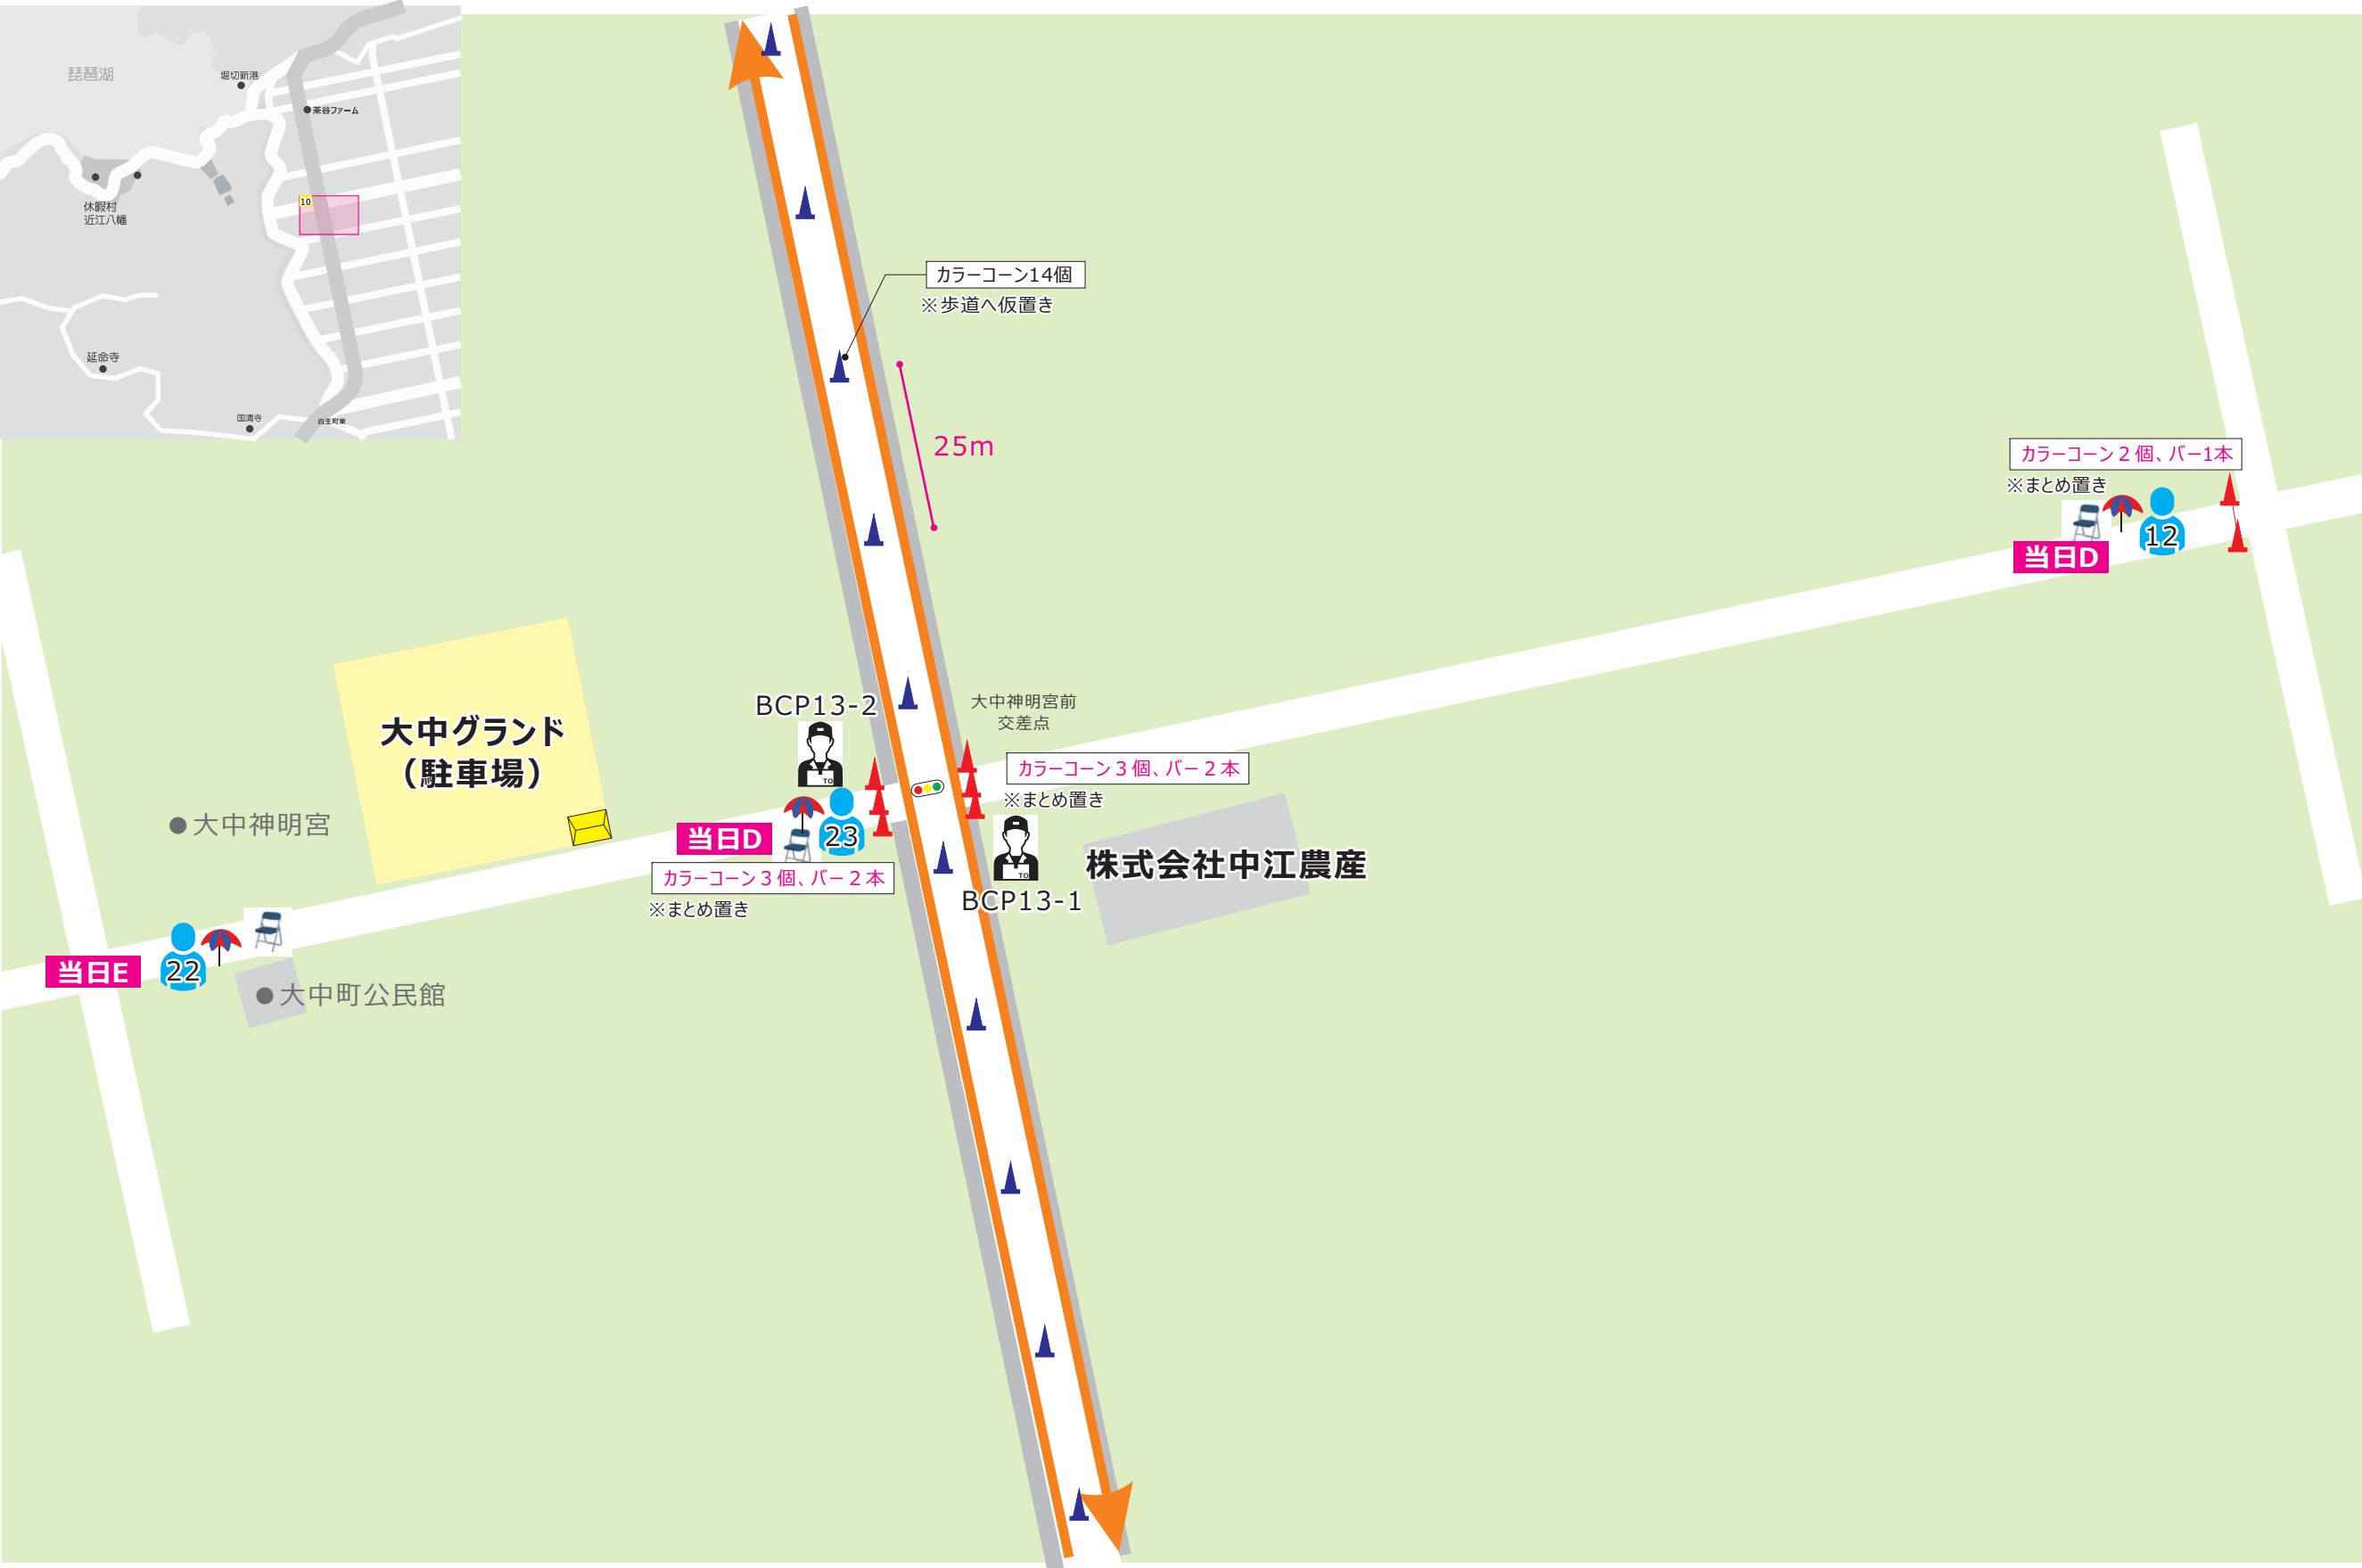 琵琶湖
堀切新港
茶谷ファーム
休暇村
近江八幡
10
延命寺
国清寺
白王町東
カラーコーン14個
※歩道へ仮置き
25m
カラーコーン２個、バー1本
※まとめ置き
12
当日D
BCP13-2
大中神明宮前
交差点
カラーコーン３個、バー２本
※まとめ置き
大中グランド
（駐車場）
大中神明宮
TO
当日D
23
カラーコーン３個、バー２本
※まとめ置き
TO
BCP13-1
株式会社中江農産
当日E
22
大中町公民館